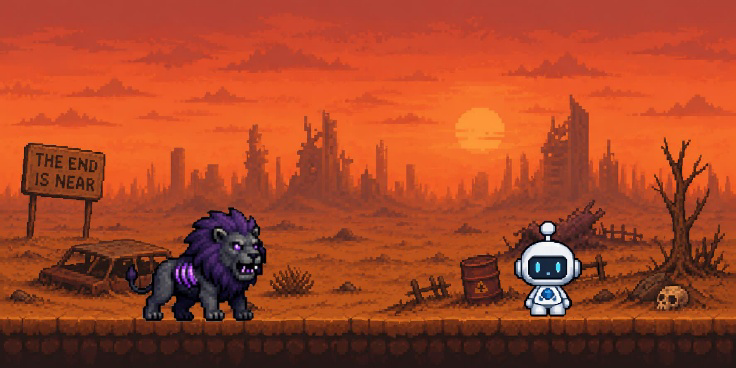 THE END
IS NEAR